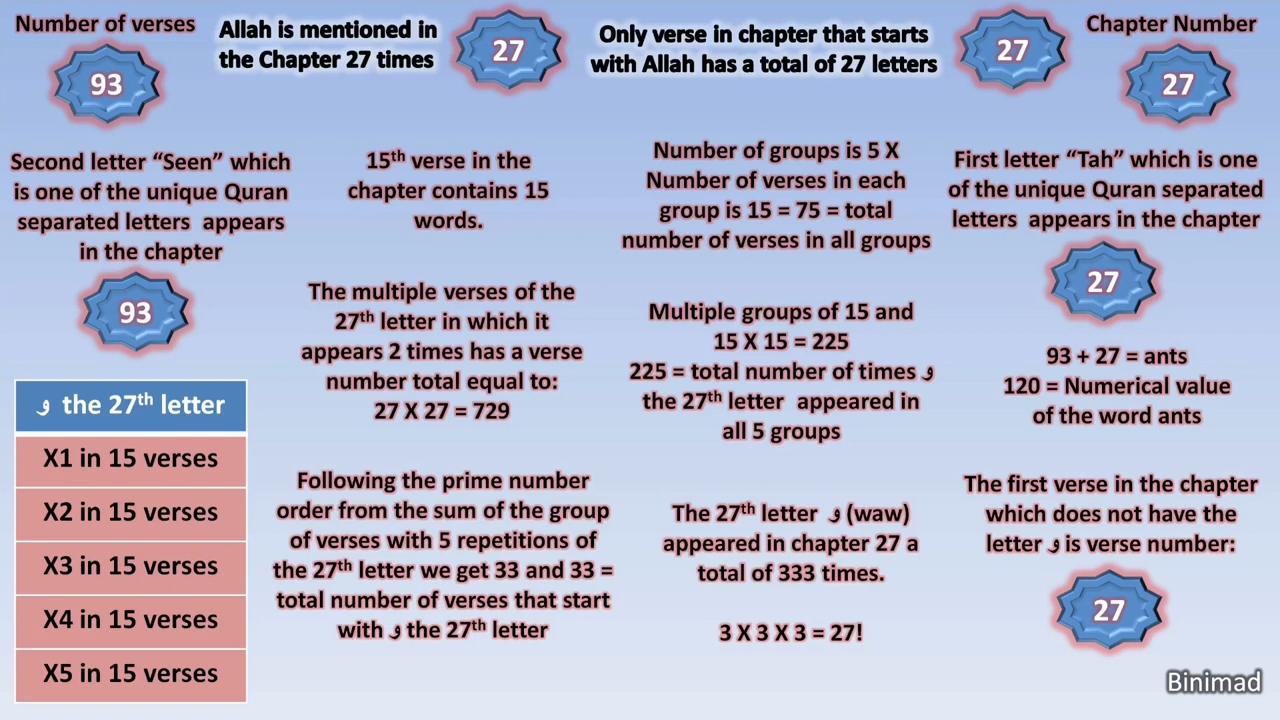 Number of verses
93
Allah is mentioned in
the Chapter 27 times
27
Only verse in chapter that starts
with Allah has a total of 27 letters
27
Chapter Number
27
Second letter “Seen” which
is one of the unique Quran
separated letters appears
in the chapter
93
15th verse in the
chapter contains 15
words.
Number of groups is 5 X
Number of verses in each
group is 15 = 75 = total
number of verses in all groups
First letter “Tah” which is one
of the unique Quran separated
letters appears in the chapter
27
The multiple verses of the
27th letter in which it
appears 2 times has a verse
number total equal to:
27 X 27 = 729
Multiple groups of 15 and
15 X 15 = 225
225 = total number of times و
the 27th letter appeared in
all 5 groups
93 + 27 = ants
120 = Numerical value
of the word ants
و the 27th letter
X1 in 15 verses
X2 in 15 verses
X3 in 15 verses
X4 in 15 verses
X5 in 15 verses
Following the prime number
order from the sum of the group
of verses with 5 repetitions of
the 27th letter we get 33 and 33 =
total number of verses that start
with و the 27th letter
The 27th letter و (waw)
appeared in chapter 27 a
total of 333 times.
3 X 3 X 3 = 27!
The first verse in the chapter
which does not have the
letter و is verse number:
27
Binimad